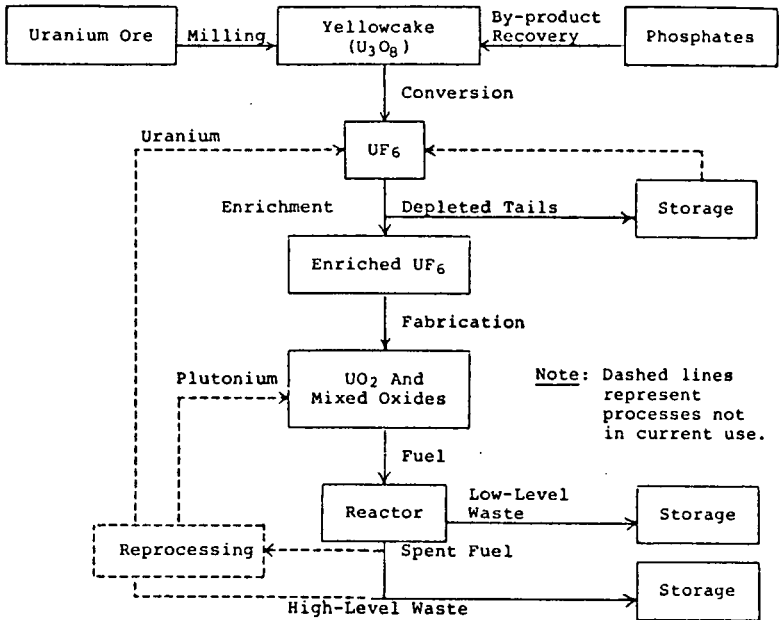 Uranium Ore
Milling
Yellowcake
(U₃O₈)
By-product
Recovery
Phosphates
Conversion
Uranium
UF₆
Enrichment
Depleted Tails
Storage
Enriched UF₆
Fabrication
Plutonium
UO₂ And
Mixed Oxides
Note: Dashed lines
represent
processes not
in current use.
Fuel
Reactor
Low-Level
Waste
Storage
Reprocessing
Spent Fuel
Storage
High-Level Waste